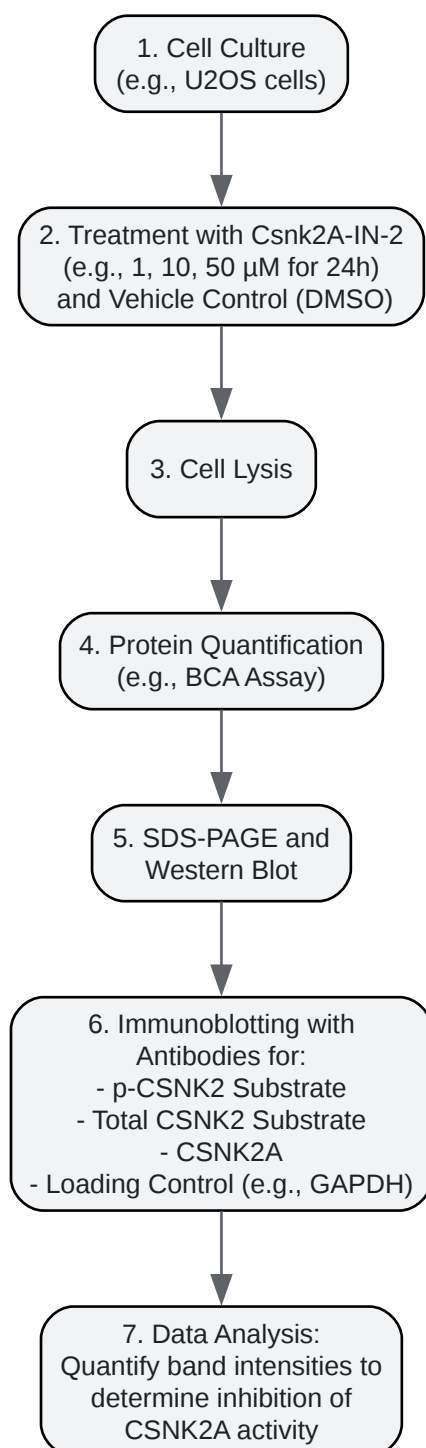 1. Cell Culture
(e.g., U2OS cells)
2. Treatment with Csnk2A-IN-2
(e.g., 1, 10, 50 µM for 24h)
and Vehicle Control (DMSO)
3. Cell Lysis
4. Protein Quantification
(e.g., BCA Assay)
5. SDS-PAGE and
Western Blot
6. Immunoblotting with
Antibodies for:
- p-CSNK2 Substrate
- Total CSNK2 Substrate
- CSNK2A
- Loading Control (e.g., GAPDH)
7. Data Analysis:
Quantify band intensities to
determine inhibition of
CSNK2A activity